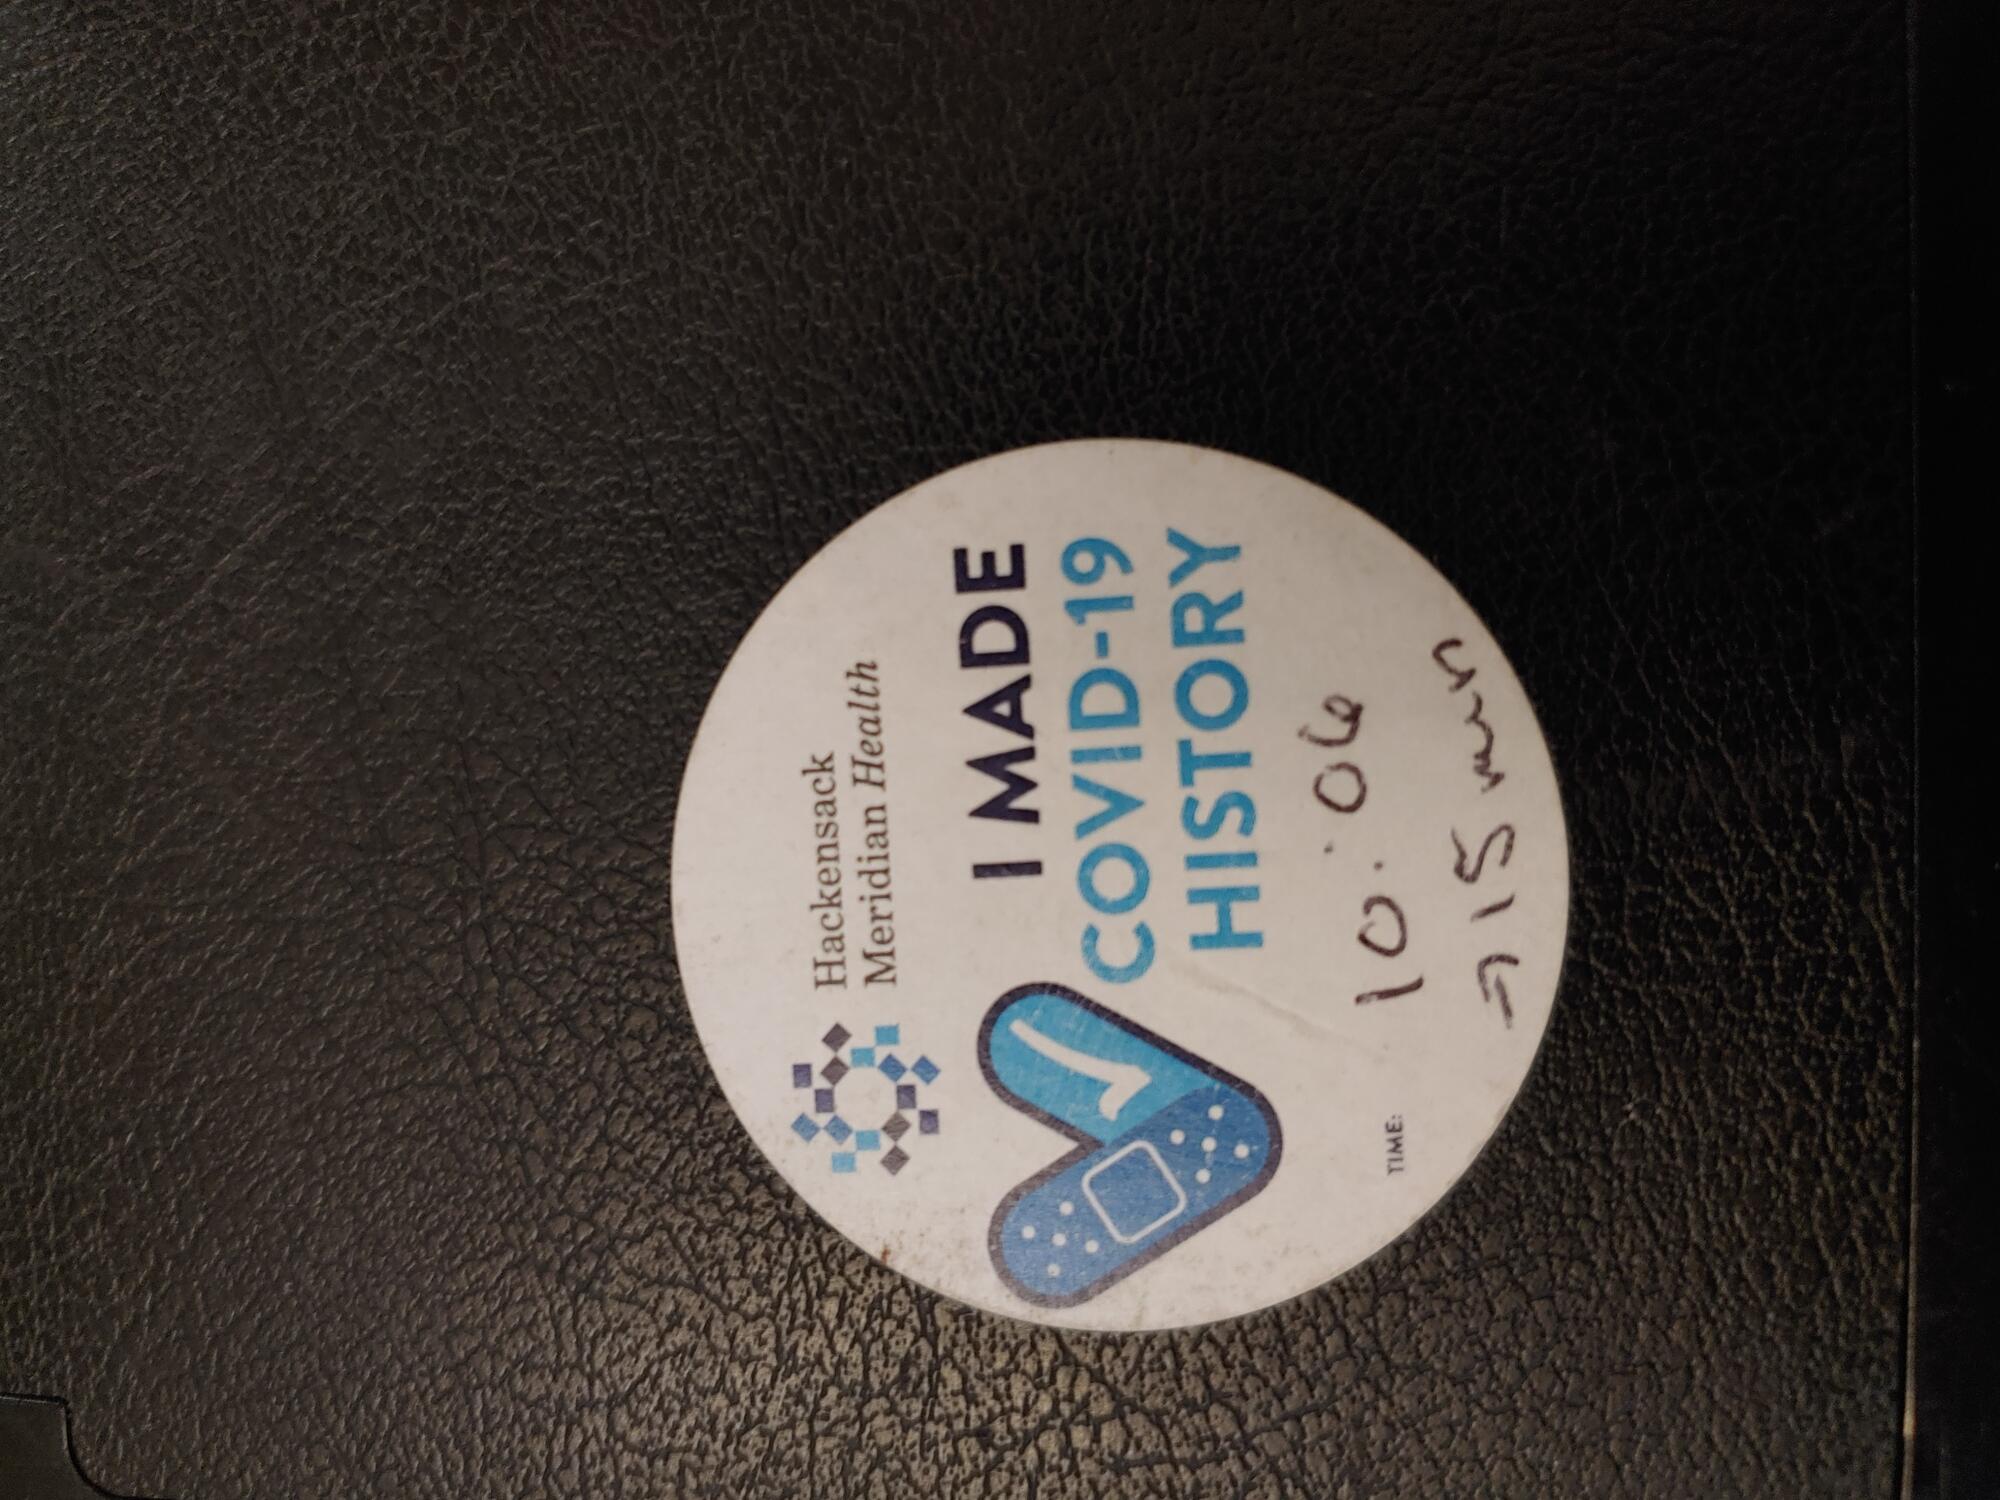 Hackensack
Meridian Health
I MADE
COVID-19
HISTORY
TIME: 10:06
→ 15 min